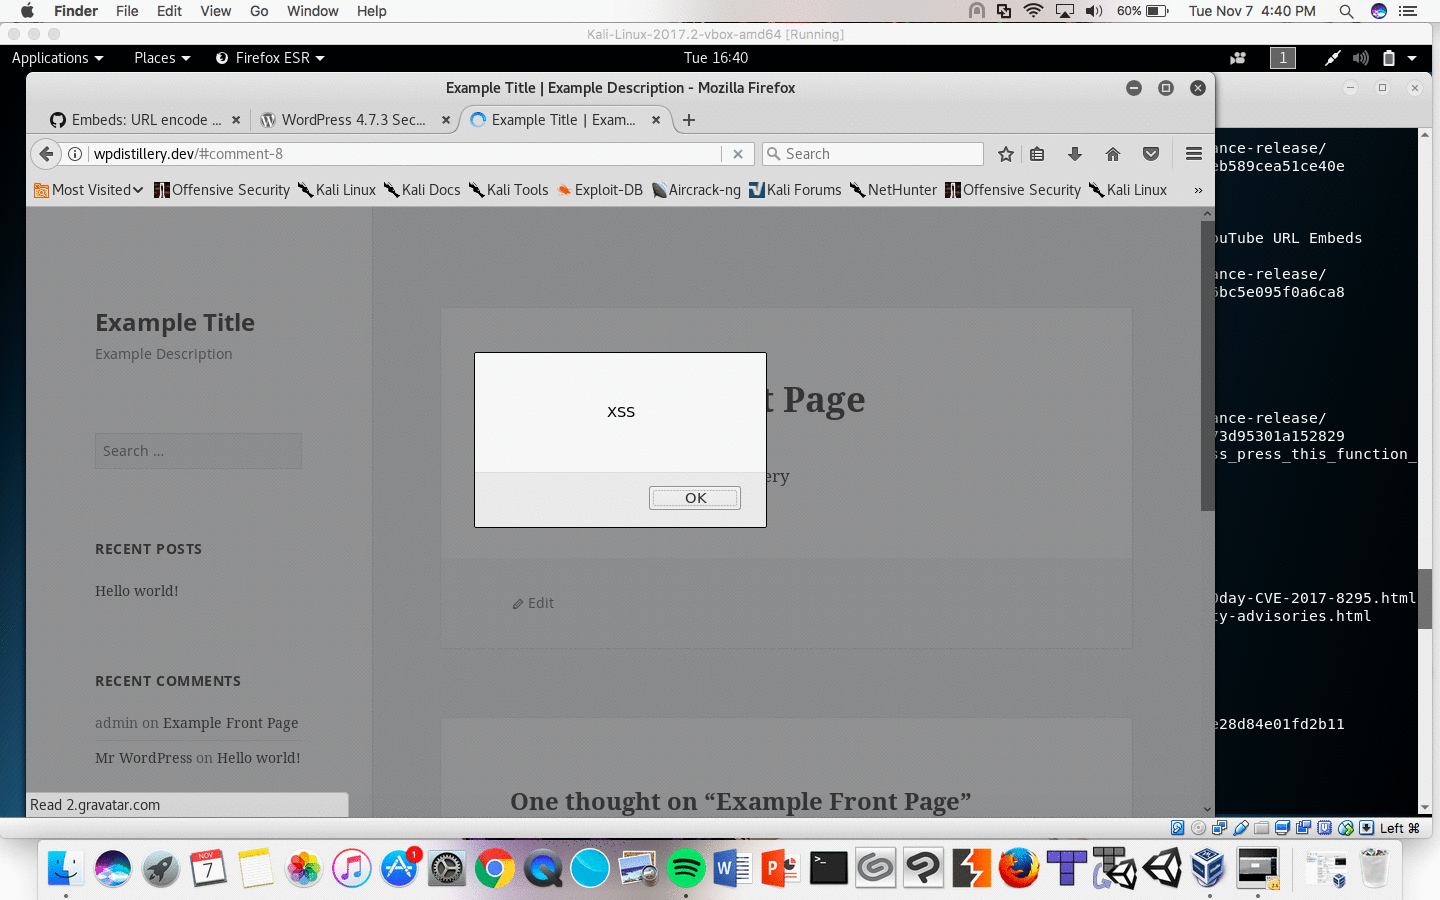 Finder File Edit View Go Window Help 60% Tue Nov 7 4:40 PM
Kali-Linux-2017.2-vbox-amd64 [Running]
Applications Places Firefox ESR Tue 16:40 1
Example Title | Example Description - Mozilla Firefox
Embeds: URL encode ... WordPress 4.7.3 Sec... Example Title | Exam...
wpdistillery.dev/#comment-8 Search
Most Visited Offensive Security Kali Linux Kali Docs Kali Tools Exploit-DB Aircrack-ng Kali Forums NetHunter Offensive Security Kali Linux »
Example Title
Example Description
Search ...
RECENT POSTS
Hello world!
RECENT COMMENTS
admin on Example Front Page
Mr WordPress on Hello world!
t Page
ery
XSS
OK
Edit
One thought on “Example Front Page”
Read 2.gravatar.com
ance-release/
eb589cea51ce40e
ouTube URL Embeds
ance-release/
6bc5e095f0a6ca8
ance-release/
73d95301a152829
ss_press_this_function_
0day-CVE-2017-8295.html
ty-advisories.html
e28d84e01fd2b11
Left ⌘
NOV
7
1